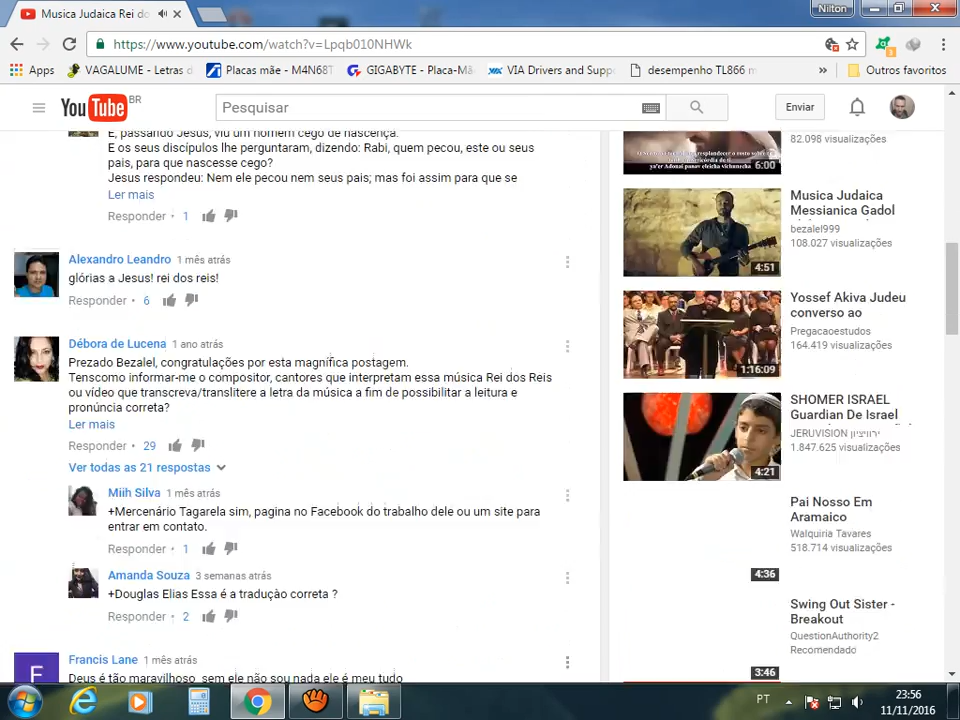 Musica Judaica Rei do
Nilton
https://www.youtube.com/watch?v=Lpqb010NHWk
Apps
VAGALUME - Letras d
Placas mãe - M4N68T
GIGABYTE - Placa-Mã
VIA Drivers and Supp
desempenho TL866 m
»
Outros favoritos
YouTube BR
Pesquisar
Enviar
E, passando Jesus, viu um homem cego de nascença.
E os seus discípulos lhe perguntaram, dizendo: Rabi, quem pecou, este ou seus
pais, para que nascesse cego?
Jesus respondeu: Nem ele pecou nem seus pais; mas foi assim para que se
Ler mais
Responder · 1
Alexandro Leandro 1 mês atrás
glórias a Jesus! rei dos reis!
Responder · 6
Débora de Lucena 1 ano atrás
Prezado Bezalel, congratulações por esta magnífica postagem.
Tenscomo informar-me o compositor, cantores que interpretam essa música Rei dos Reis
ou vídeo que transcreva/translitere a letra da música a fim de possibilitar a leitura e
pronúncia correta?
Ler mais
Responder · 29
Ver todas as 21 respostas
Miih Silva 1 mês atrás
+Mercenário Tagarela sim, pagina no Facebook do trabalho dele ou um site para
entrar em contato.
Responder · 1
Amanda Souza 3 semanas atrás
+Douglas Elias Essa é a tradução correta ?
Responder · 2
F
Francis Lane 1 mês atrás
Deus é tão maravilhoso sem ele não sou nada ele é meu tudo
82.098 visualizações
6:00
Musica Judaica
Messianica Gadol
bezalel999
108.027 visualizações
4:51
Yossef Akiva Judeu
converso ao
Pregacaoestudos
164.419 visualizações
1:16:09
SHOMER ISRAEL
Guardian De Israel
JERUVISION ירוויזיון
1.847.625 visualizações
4:21
Pai Nosso Em
Aramaico
Walquiria Tavares
518.714 visualizações
4:36
Swing Out Sister -
Breakout
QuestionAuthority2
Recomendado
3:46
PT
23:56
11/11/2016